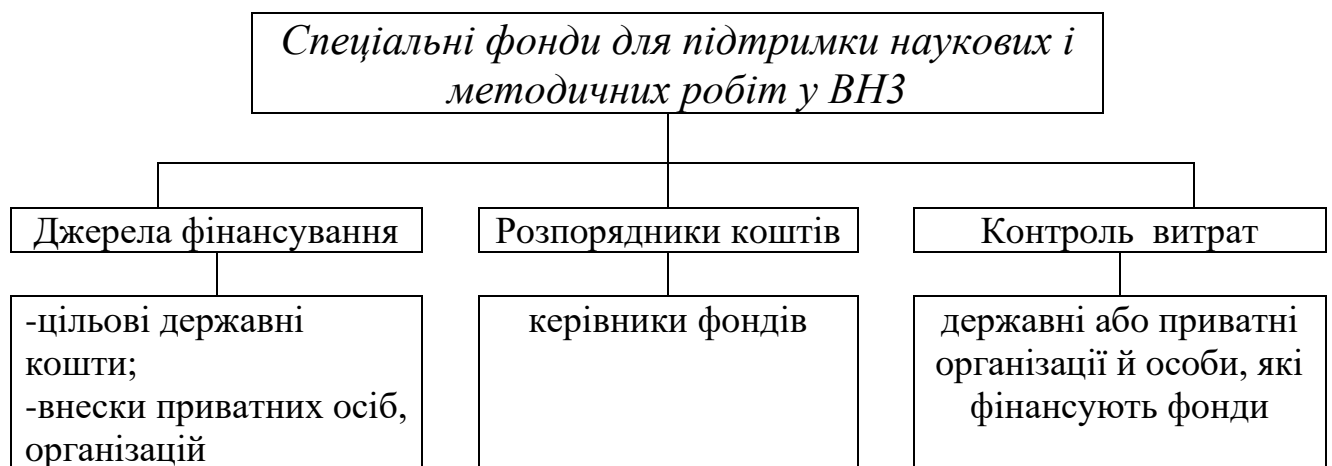 Спеціальні фонди для підтримки наукових і
методичних робіт у ВНЗ
Джерела фінансування
Розпорядники коштів
Контроль витрат
-цільові державні
кошти;
-внески приватних осіб,
організацій
керівники фондів
державні або приватні
організації й особи, які
фінансують фонди